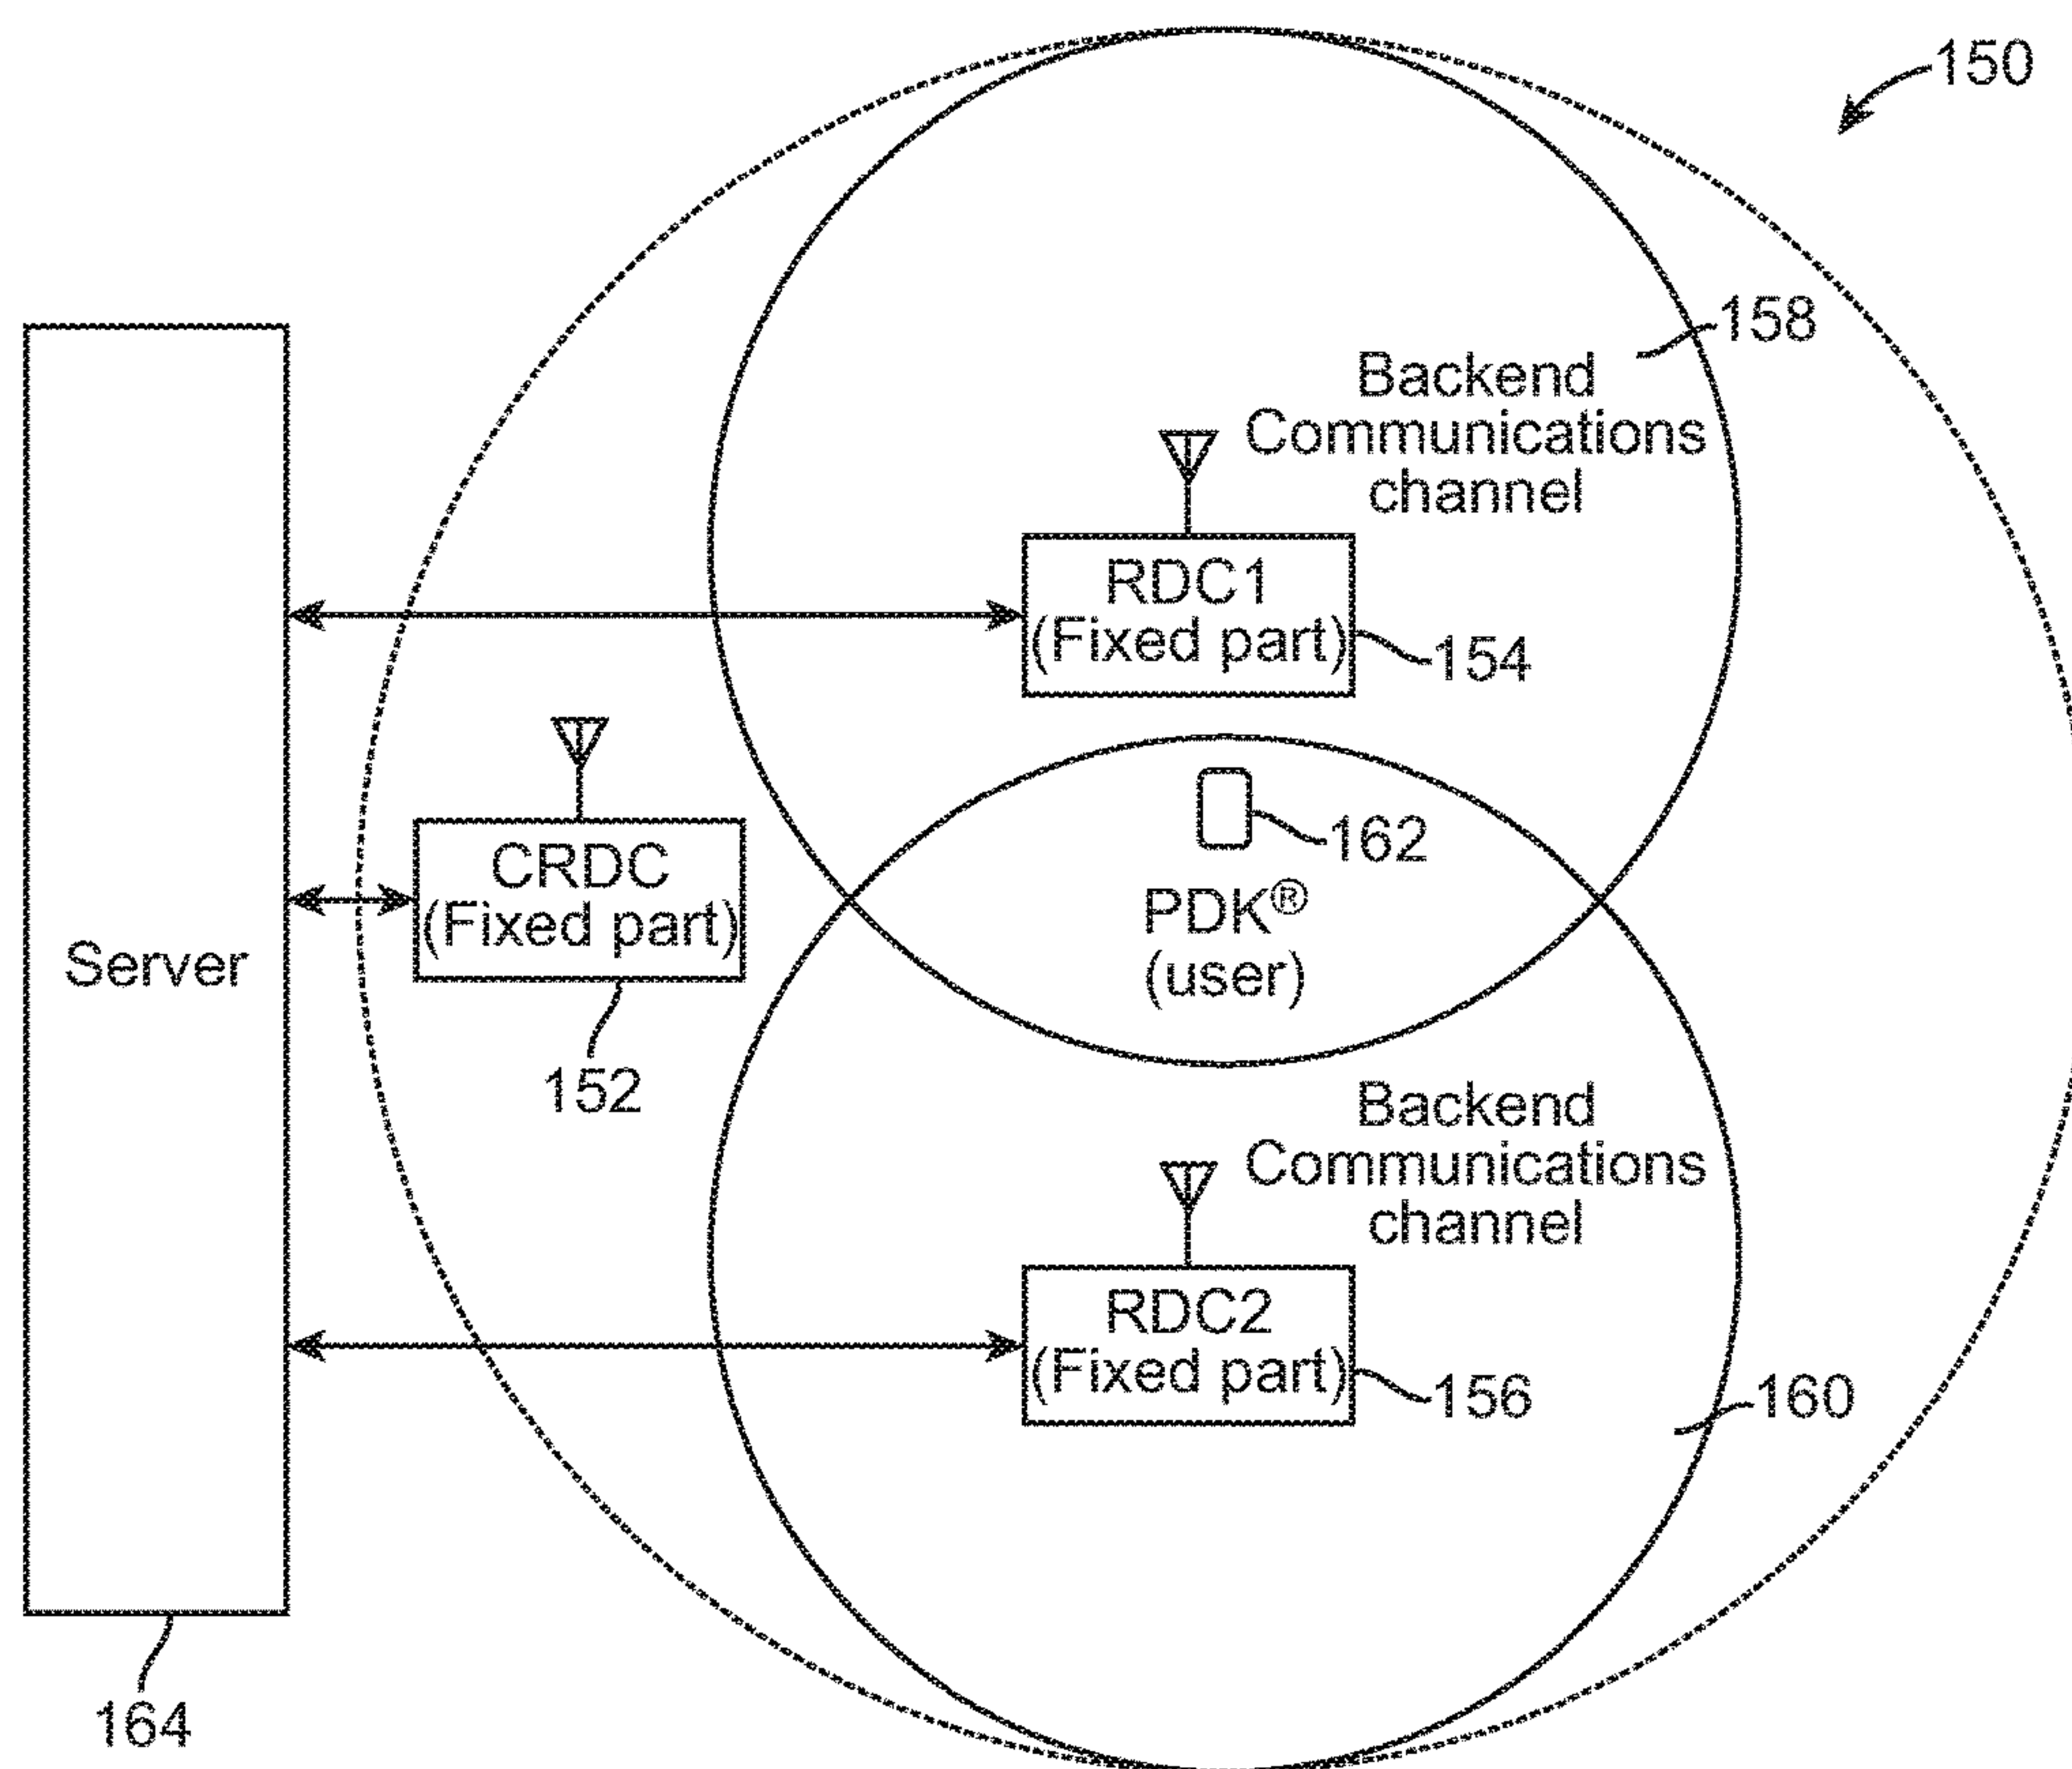 150
158
Backend
Communications
channel
RDC1
(Fixed part)
154
162
CRDC
(Fixed part)
PDK®
(user)
Server
152
Backend
Communications
channel
RDC2
(Fixed part)
156
160
164